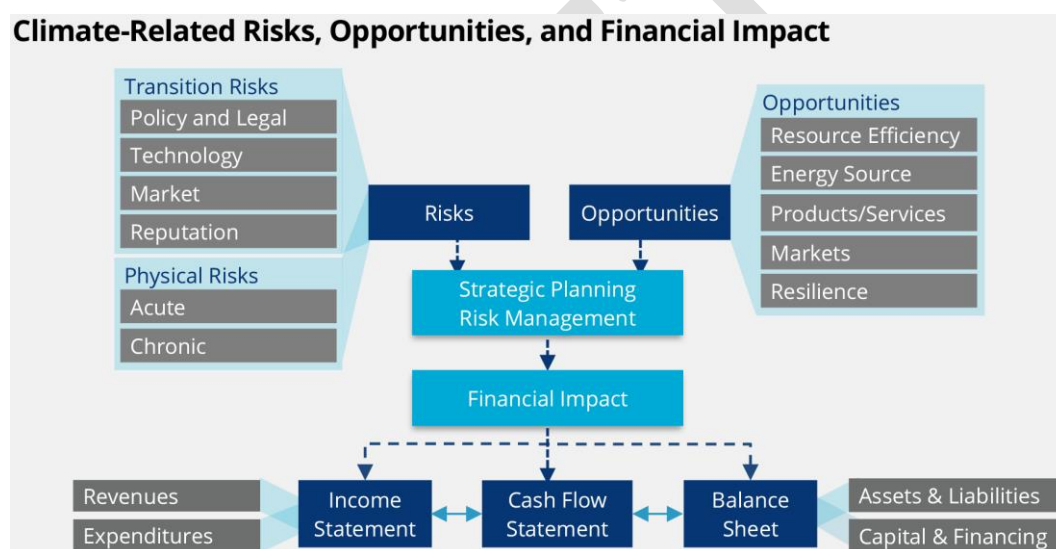 Climate-Related Risks, Opportunities, and Financial Impact
Transition Risks
Policy and Legal
Technology
Market
Reputation
Physical Risks
Acute
Chronic
Risks
Opportunities
Opportunities
Resource Efficiency
Energy Source
Products/Services
Markets
Resilience
Strategic Planning
Risk Management
Financial Impact
Revenues
Expenditures
Income
Statement
Cash Flow
Statement
Balance
Sheet
Assets & Liabilities
Capital & Financing